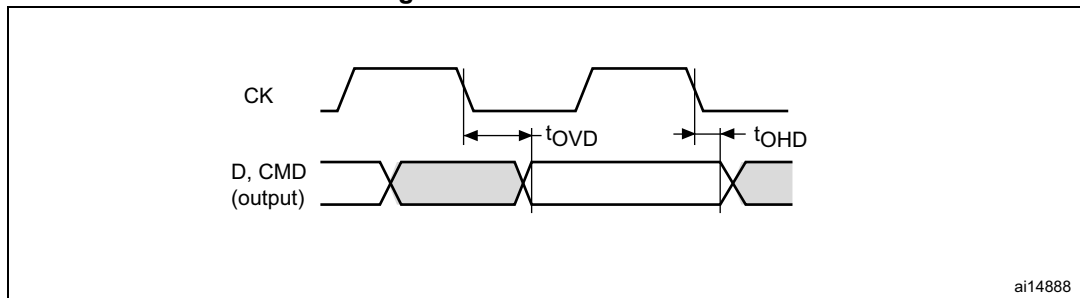 CK
tOVD
tOHD
D, CMD
(output)
ai14888